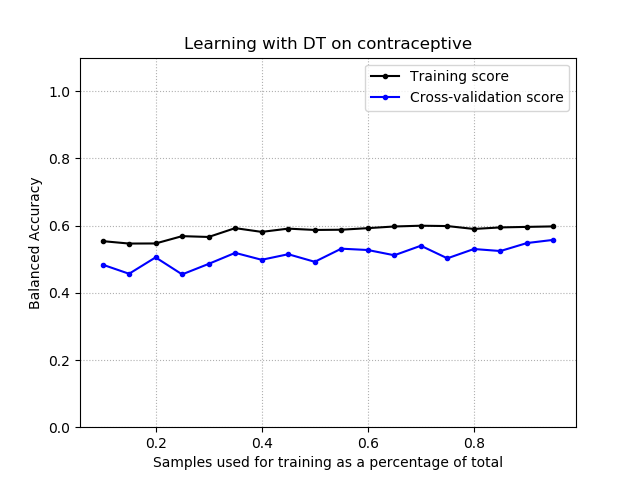 Learning with DT on contraceptive
Training score
Cross-validation score
Balanced Accuracy
1.0
0.8
0.6
0.4
0.2
0.0
0.2 0.4 0.6 0.8
Samples used for training as a percentage of total